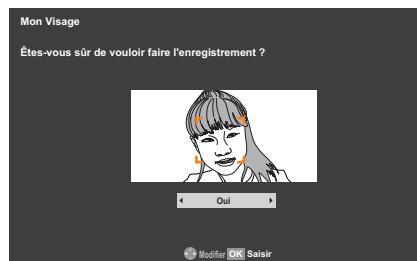 Mon Visage
Êtes-vous sûr de vouloir faire l'enregistrement ?
Oui
Modifier OK Saisir